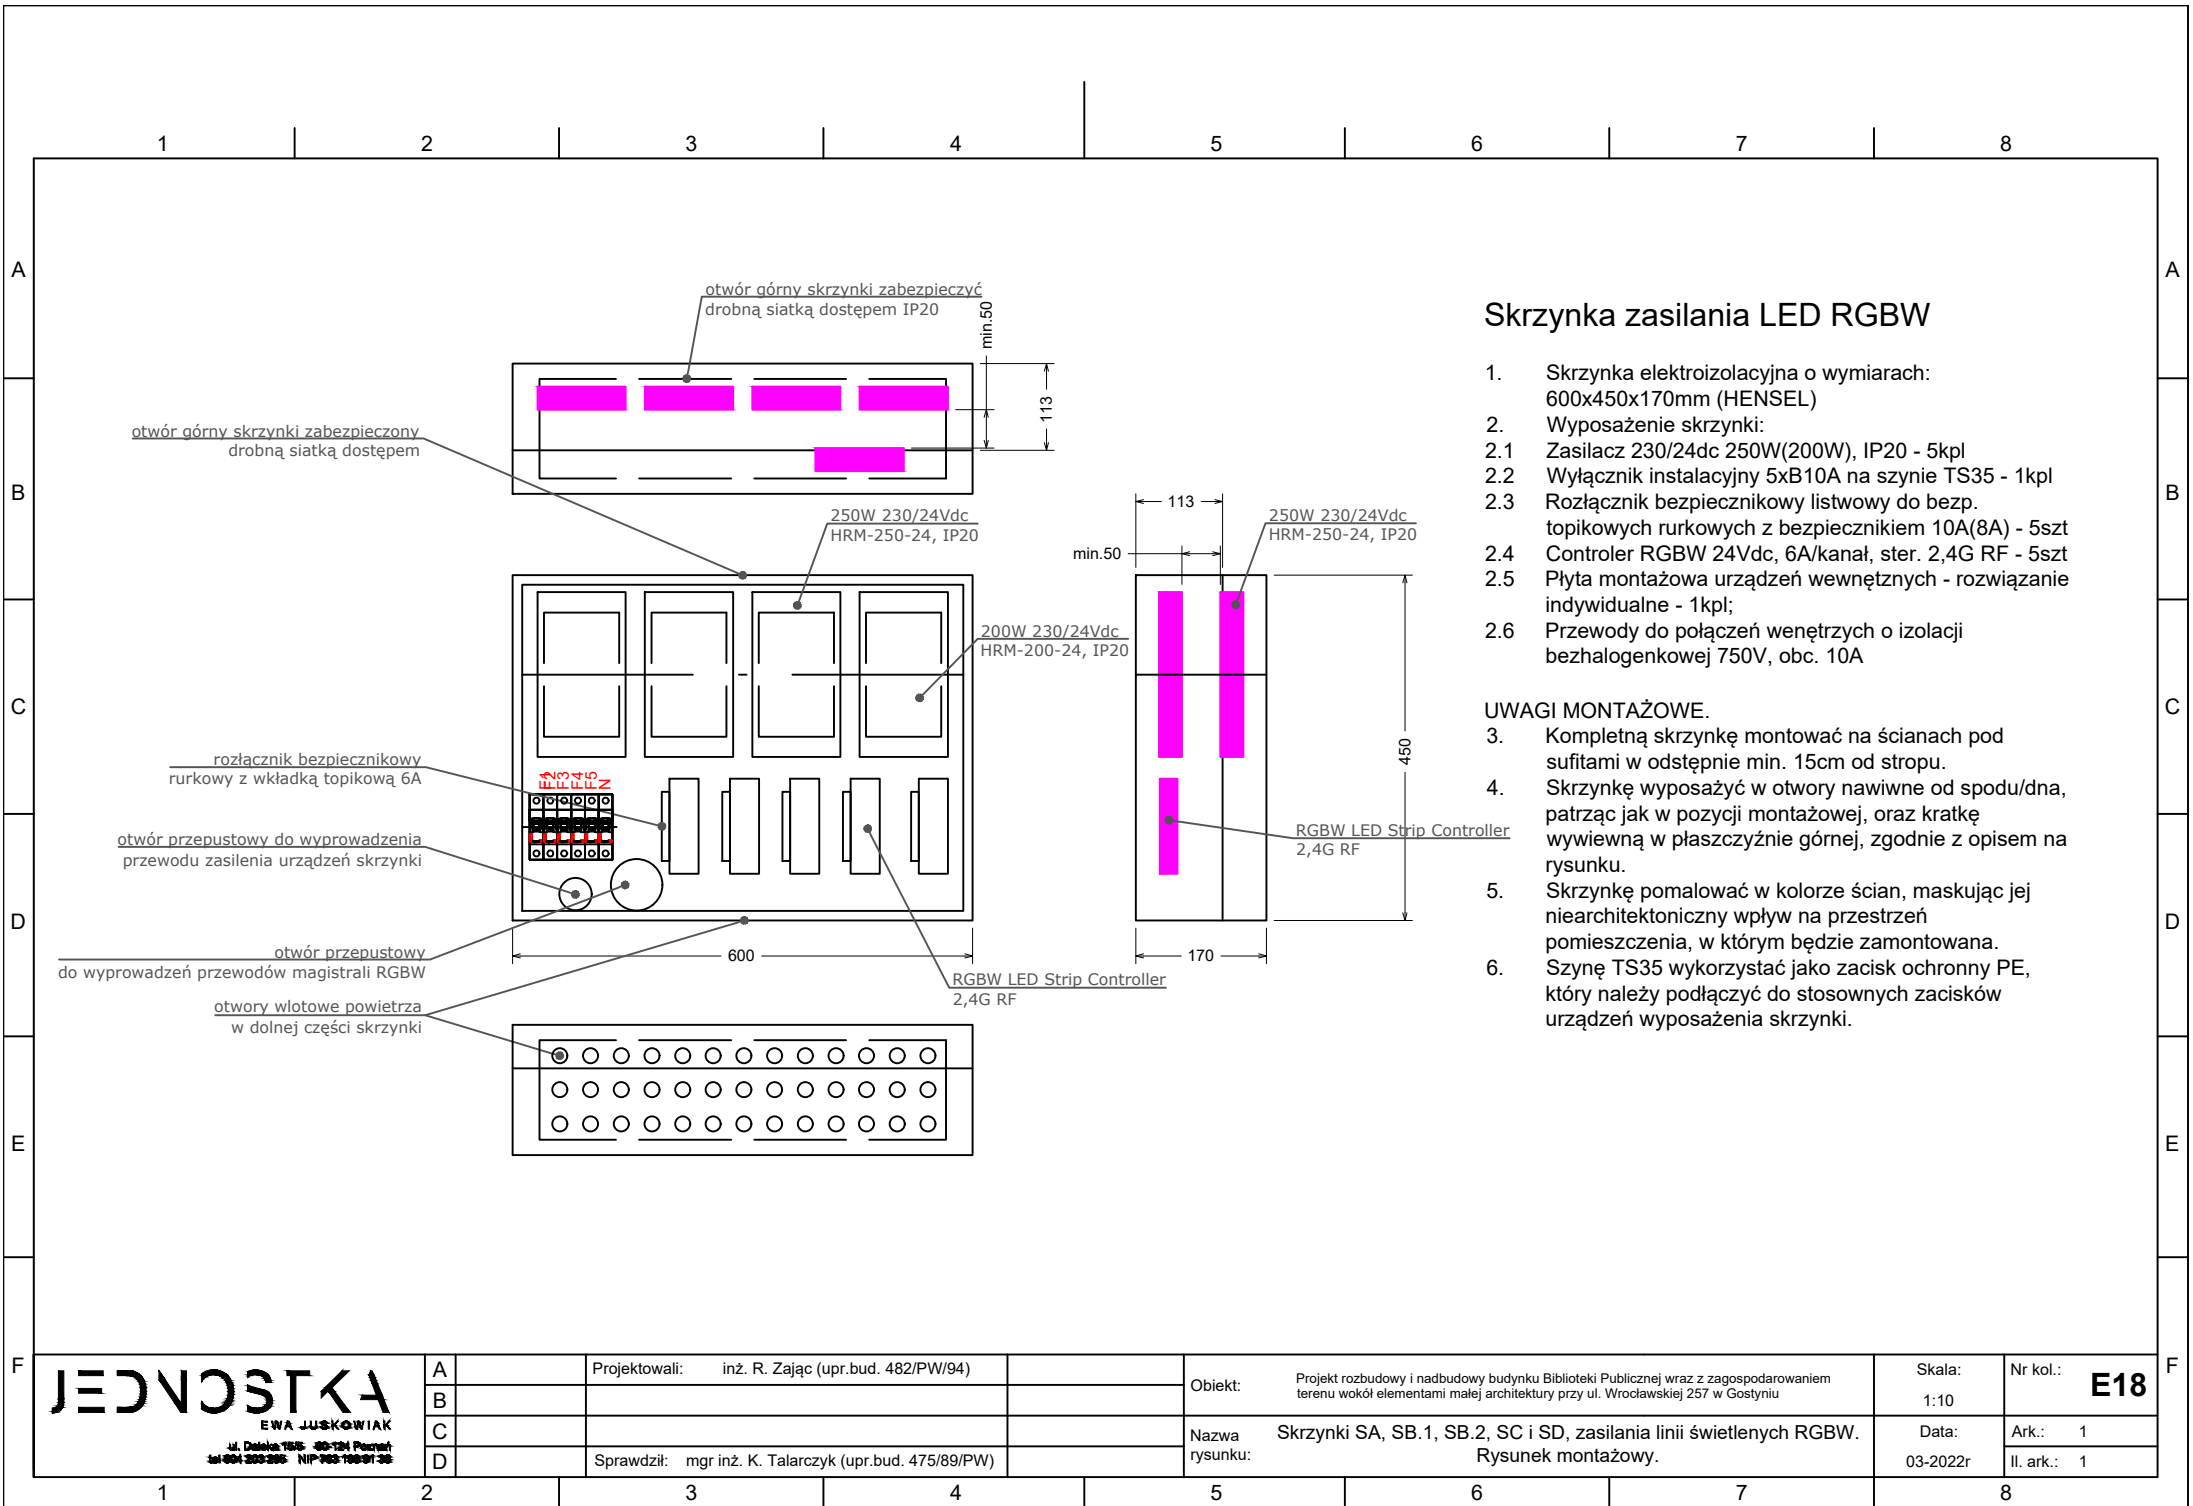 1 2 3 4 5 6 7 8
A A
B B
C C
D D
E E
F F
otwór górny skrzynki zabezpieczyć
drobną siatką dostępem IP20
min.50
113
otwór górny skrzynki zabezpieczony
drobną siatką dostępem
250W 230/24Vdc
HRM-250-24, IP20
113
min.50
250W 230/24Vdc
HRM-250-24, IP20
200W 230/24Vdc
HRM-200-24, IP20
rozłącznik bezpiecznikowy
rurkowy z wkładką topikową 6A
F1 F2 F3 F4 F5 N
450
otwór przepustowy do wyprowadzenia
przewodu zasilenia urządzeń skrzynki
RGBW LED Strip Controller
2,4G RF
otwór przepustowy
do wyprowadzeń przewodów magistrali RGBW
600
170
RGBW LED Strip Controller
2,4G RF
otwory wlotowe powietrza
w dolnej części skrzynki
Skrzynka zasilania LED RGBW
1. Skrzynka elektroizolacyjna o wymiarach:
600x450x170mm (HENSEL)
2. Wyposażenie skrzynki:
2.1 Zasilacz 230/24dc 250W(200W), IP20 - 5kpl
2.2 Wyłącznik instalacyjny 5xB10A na szynie TS35 - 1kpl
2.3 Rozłącznik bezpiecznikowy listwowy do bezp.
topikowych rurkowych z bezpiecznikiem 10A(8A) - 5szt
2.4 Controler RGBW 24Vdc, 6A/kanał, ster. 2,4G RF - 5szt
2.5 Płyta montażowa urządzeń wewnętznych - rozwiązanie
indywidualne - 1kpl;
2.6 Przewody do połączeń wenętrzych o izolacji
bezhalogenkowej 750V, obc. 10A
UWAGI MONTAŻOWE.
3. Kompletną skrzynkę montować na ścianach pod
sufitami w odstępnie min. 15cm od stropu.
4. Skrzynkę wyposażyć w otwory nawiwne od spodu/dna,
patrząc jak w pozycji montażowej, oraz kratkę
wywiewną w płaszczyźnie górnej, zgodnie z opisem na
rysunku.
5. Skrzynkę pomalować w kolorze ścian, maskując jej
niearchitektoniczny wpływ na przestrzeń
pomieszczenia, w którym będzie zamontowana.
6. Szynę TS35 wykorzystać jako zacisk ochronny PE,
który należy podłączyć do stosownych zacisków
urządzeń wyposażenia skrzynki.
JEDNOSTKA
EWA JUSKOWIAK
A
B
C
D
Projektowali: inż. R. Zając (upr.bud. 482/PW/94)
Sprawdził: mgr inż. K. Talarczyk (upr.bud. 475/89/PW)
Obiekt: Projekt rozbudowy i nadbudowy budynku Biblioteki Publicznej wraz z zagospodarowaniem
terenu wokół elementami małej architektury przy ul. Wrocławskiej 257 w Gostyniu
Nazwa
rysunku:
Skrzynki SA, SB.1, SB.2, SC i SD, zasilania linii świetlenych RGBW.
Rysunek montażowy.
Skala:
1:10
Nr kol.: E18
Data:
03-2022r
Ark.: 1
Il. ark.: 1
1 2 3 4 5 6 7 8